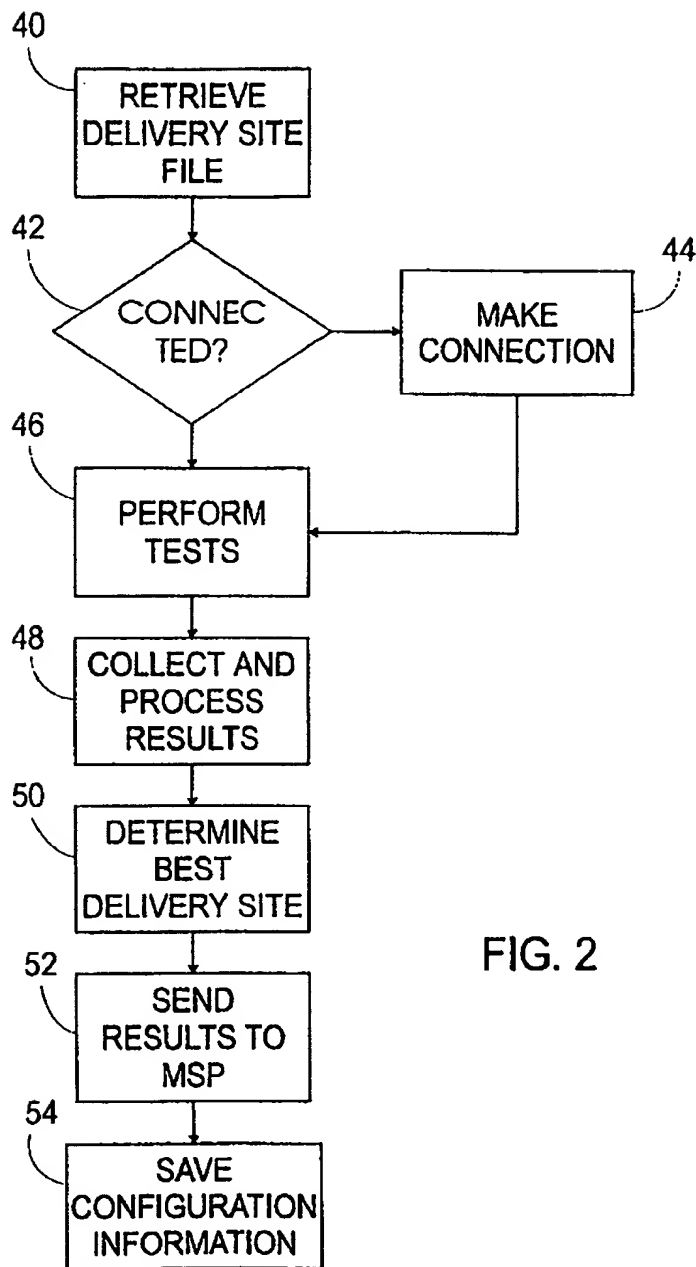 40
RETRIEVE
DELIVERY SITE
FILE
42
CONNEC
TED?
44
MAKE
CONNECTION
46
PERFORM
TESTS
48
COLLECT AND
PROCESS
RESULTS
50
DETERMINE
BEST
DELIVERY SITE
52
SEND
RESULTS TO
MSP
54
SAVE
CONFIGURATION
INFORMATION
FIG. 2